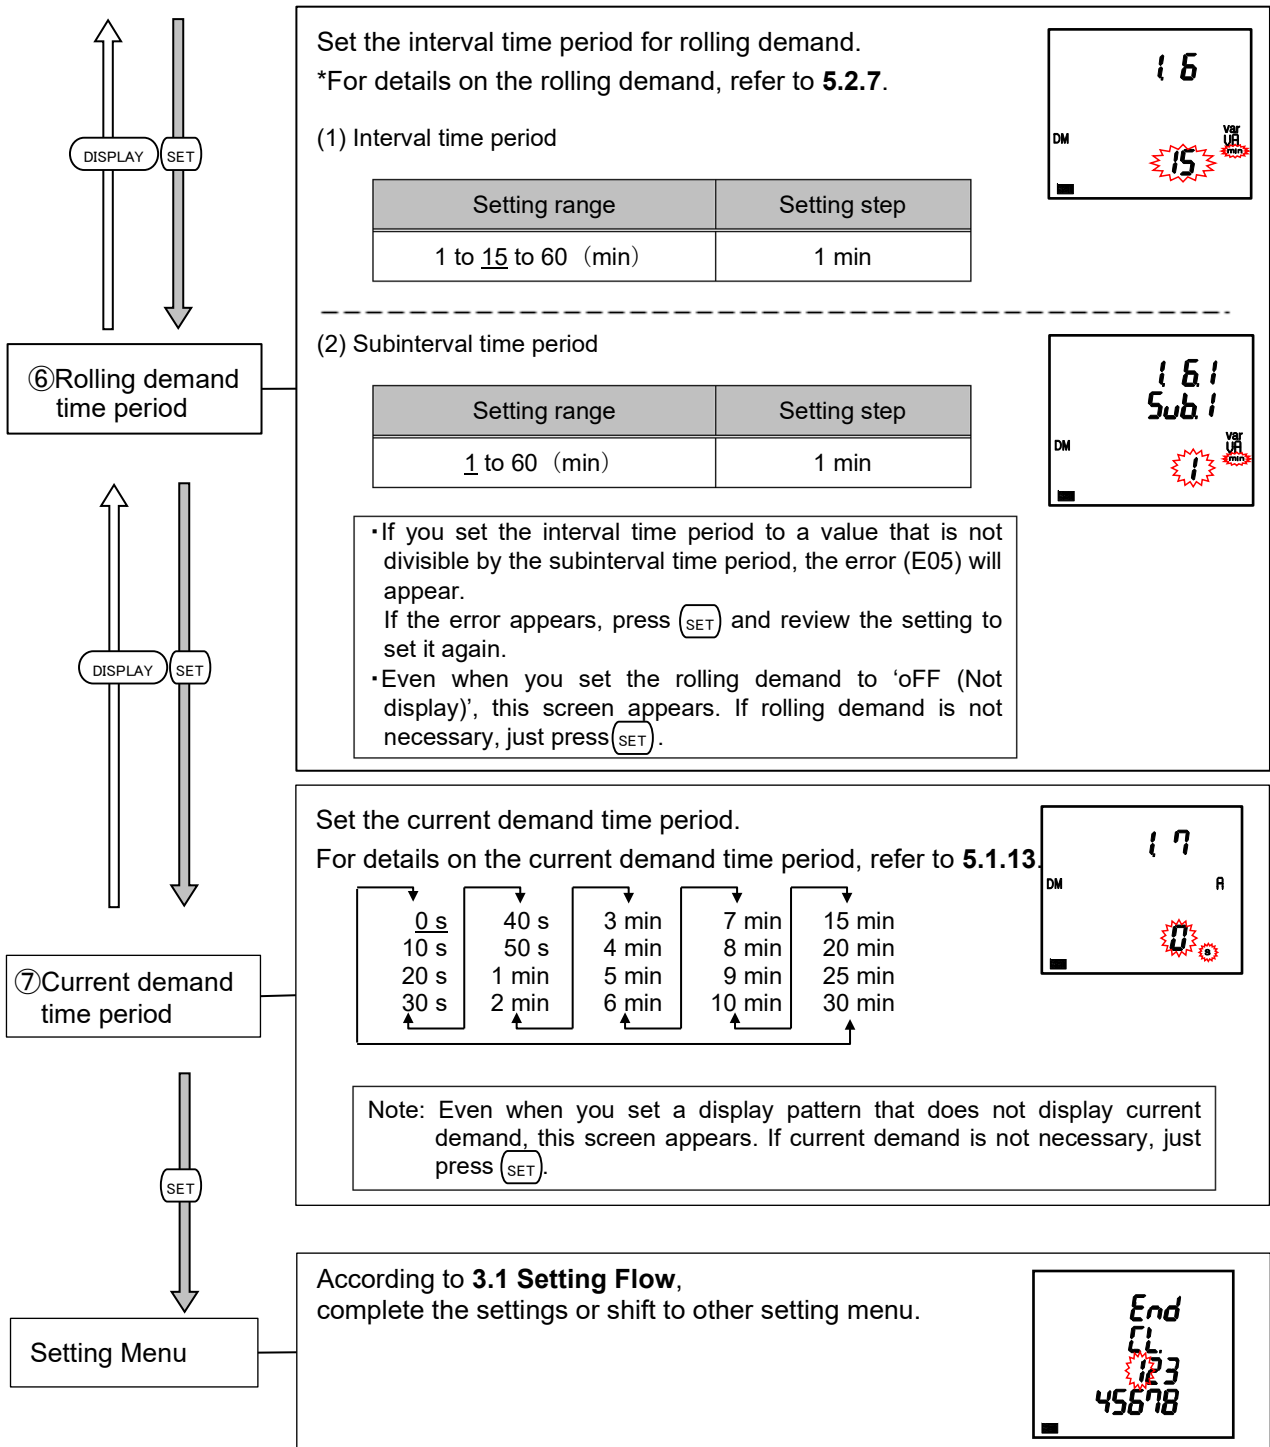 Set the interval time period for rolling demand.
*For details on the rolling demand, refer to 5.2.7.
1.6
DM
var
VA
min
15
DISPLAY
SET
(1) Interval time period
Setting range
Setting step
1 to 15 to 60（min）
1 min
⑥Rolling demand
time period
(2) Subinterval time period
1.6.1
Sub.1
DM
var
VA
min
1
Setting range
Setting step
1 to 60（min）
1 min
・If you set the interval time period to a value that is not
divisible by the subinterval time period, the error (E05) will
appear.
If the error appears, press SET and review the setting to
set it again.
・Even when you set the rolling demand to ‘oFF (Not
display)’, this screen appears. If rolling demand is not
necessary, just press SET.
DISPLAY
SET
Set the current demand time period.
For details on the current demand time period, refer to 5.1.13.
1.7
DM
A
0
s
0 s 40 s 3 min 7 min 15 min
10 s 50 s 4 min 8 min 20 min
20 s 1 min 5 min 9 min 25 min
30 s 2 min 6 min 10 min 30 min
⑦Current demand
time period
Note: Even when you set a display pattern that does not display current
demand, this screen appears. If current demand is not necessary, just
press SET.
SET
Setting Menu
According to 3.1 Setting Flow,
complete the settings or shift to other setting menu.
End
CL.
123
45678